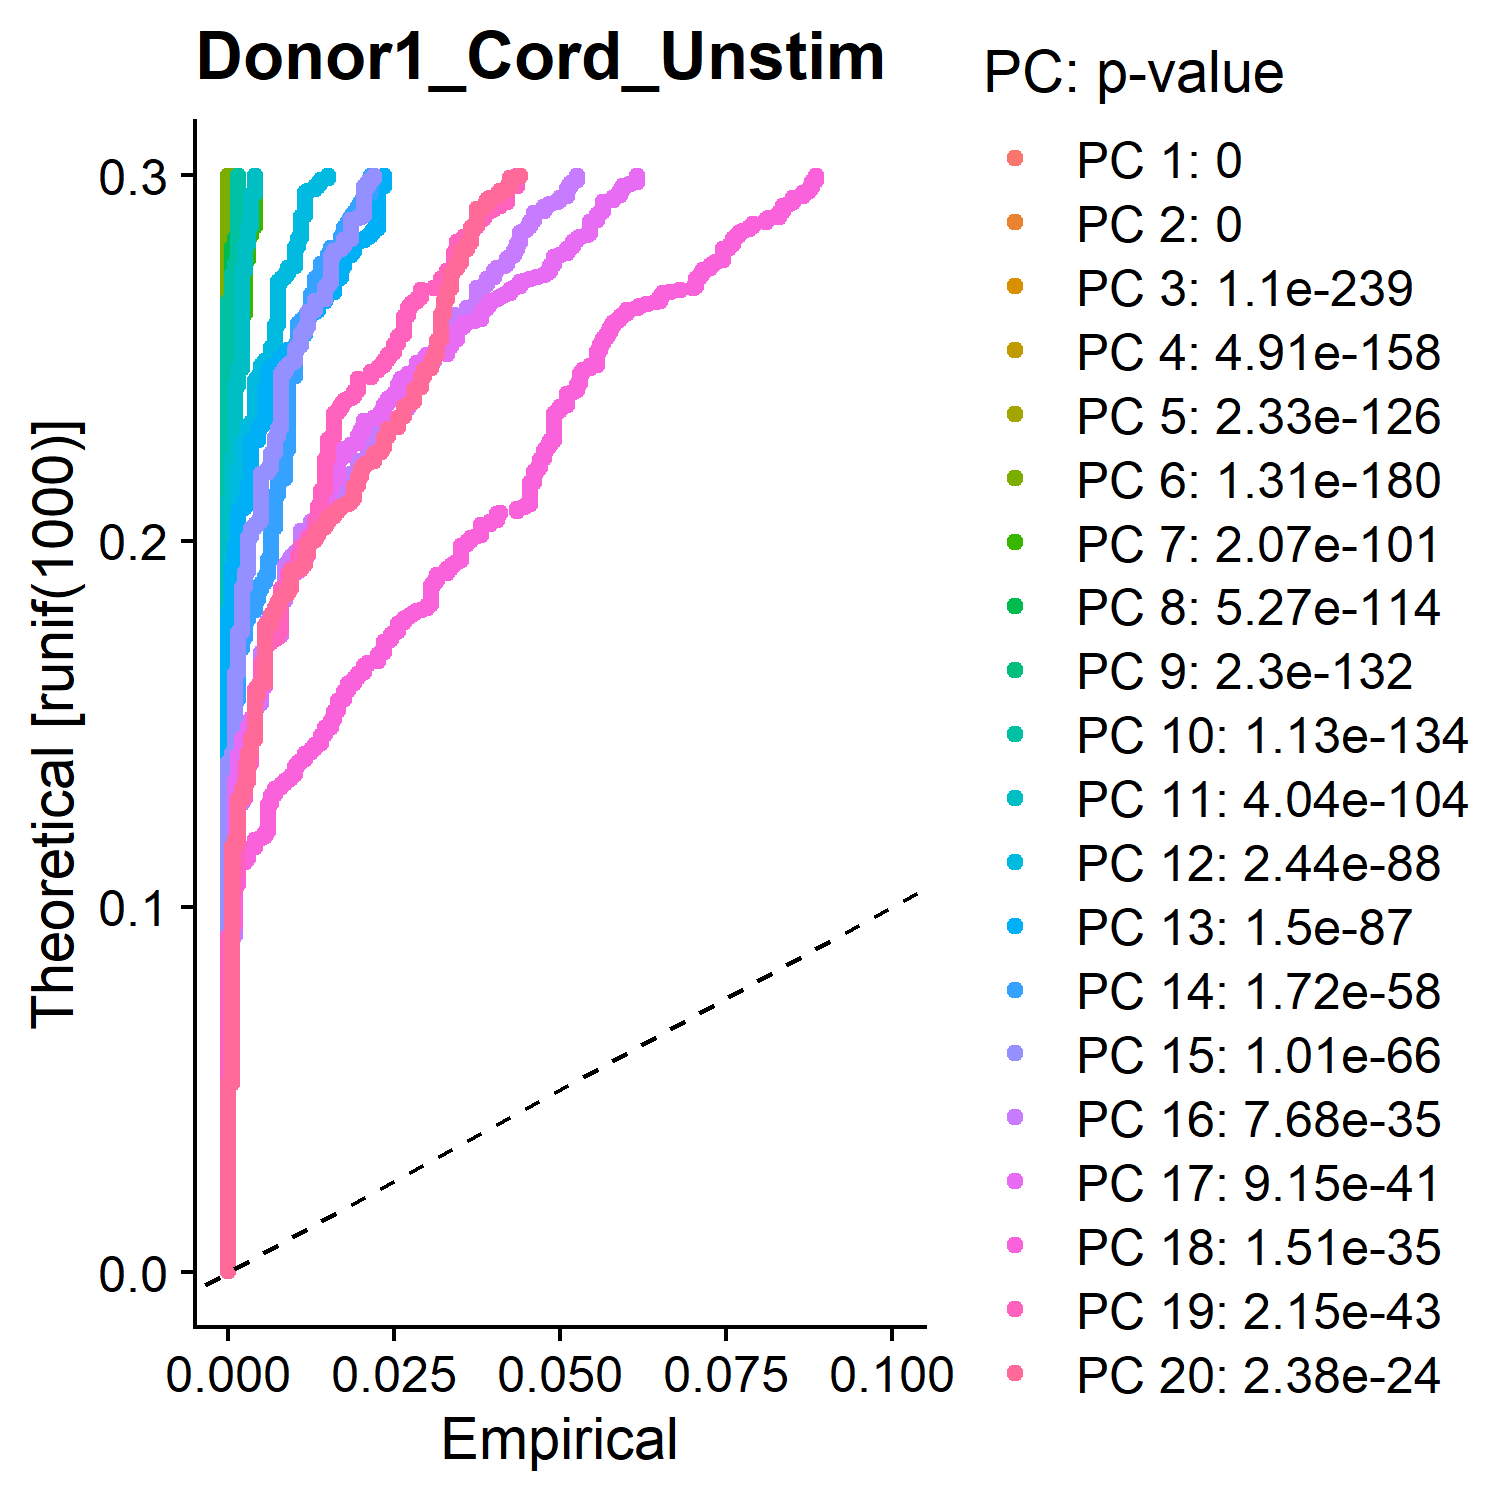 Donor1_Cord_Unstim
PC: p-value
PC 1: 0
PC 2: 0
PC 3: 1.1e-239
PC 4: 4.91e-158
PC 5: 2.33e-126
PC 6: 1.31e-180
PC 7: 2.07e-101
PC 8: 5.27e-114
PC 9: 2.3e-132
PC 10: 1.13e-134
PC 11: 4.04e-104
PC 12: 2.44e-88
PC 13: 1.5e-87
PC 14: 1.72e-58
PC 15: 1.01e-66
PC 16: 7.68e-35
PC 17: 9.15e-41
PC 18: 1.51e-35
PC 19: 2.15e-43
PC 20: 2.38e-24
Theoretical [runif(1000)]
0.3
0.2
0.1
0.0
0.000 0.025 0.050 0.075 0.100
Empirical